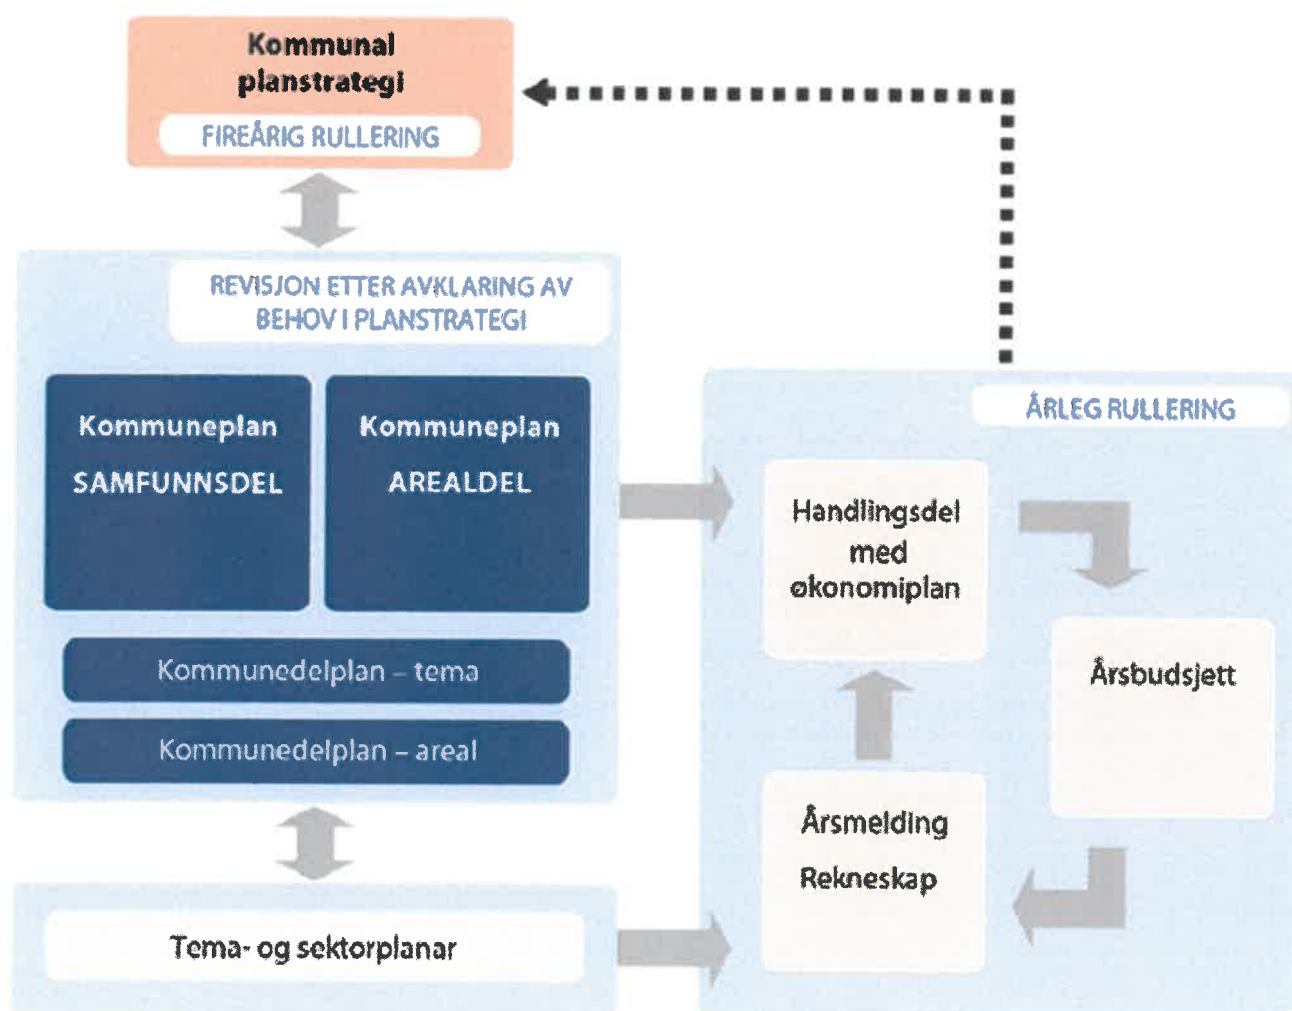 Kommunal
planstrategi
FIREÅRIG RULLERING
REVISJON ETTER AVKLARING AV
BEHOV I PLANSTRATEGI
Kommuneplan
SAMFUNNSDEL
Kommuneplan
AREALDEL
Kommunedelplan – tema
Kommunedelplan – areal
Tema- og sektorplanar
ÅRLEG RULLERING
Handlingsdel
med
økonomiplan
Årsbudsjett
Årsmelding
Rekneskap